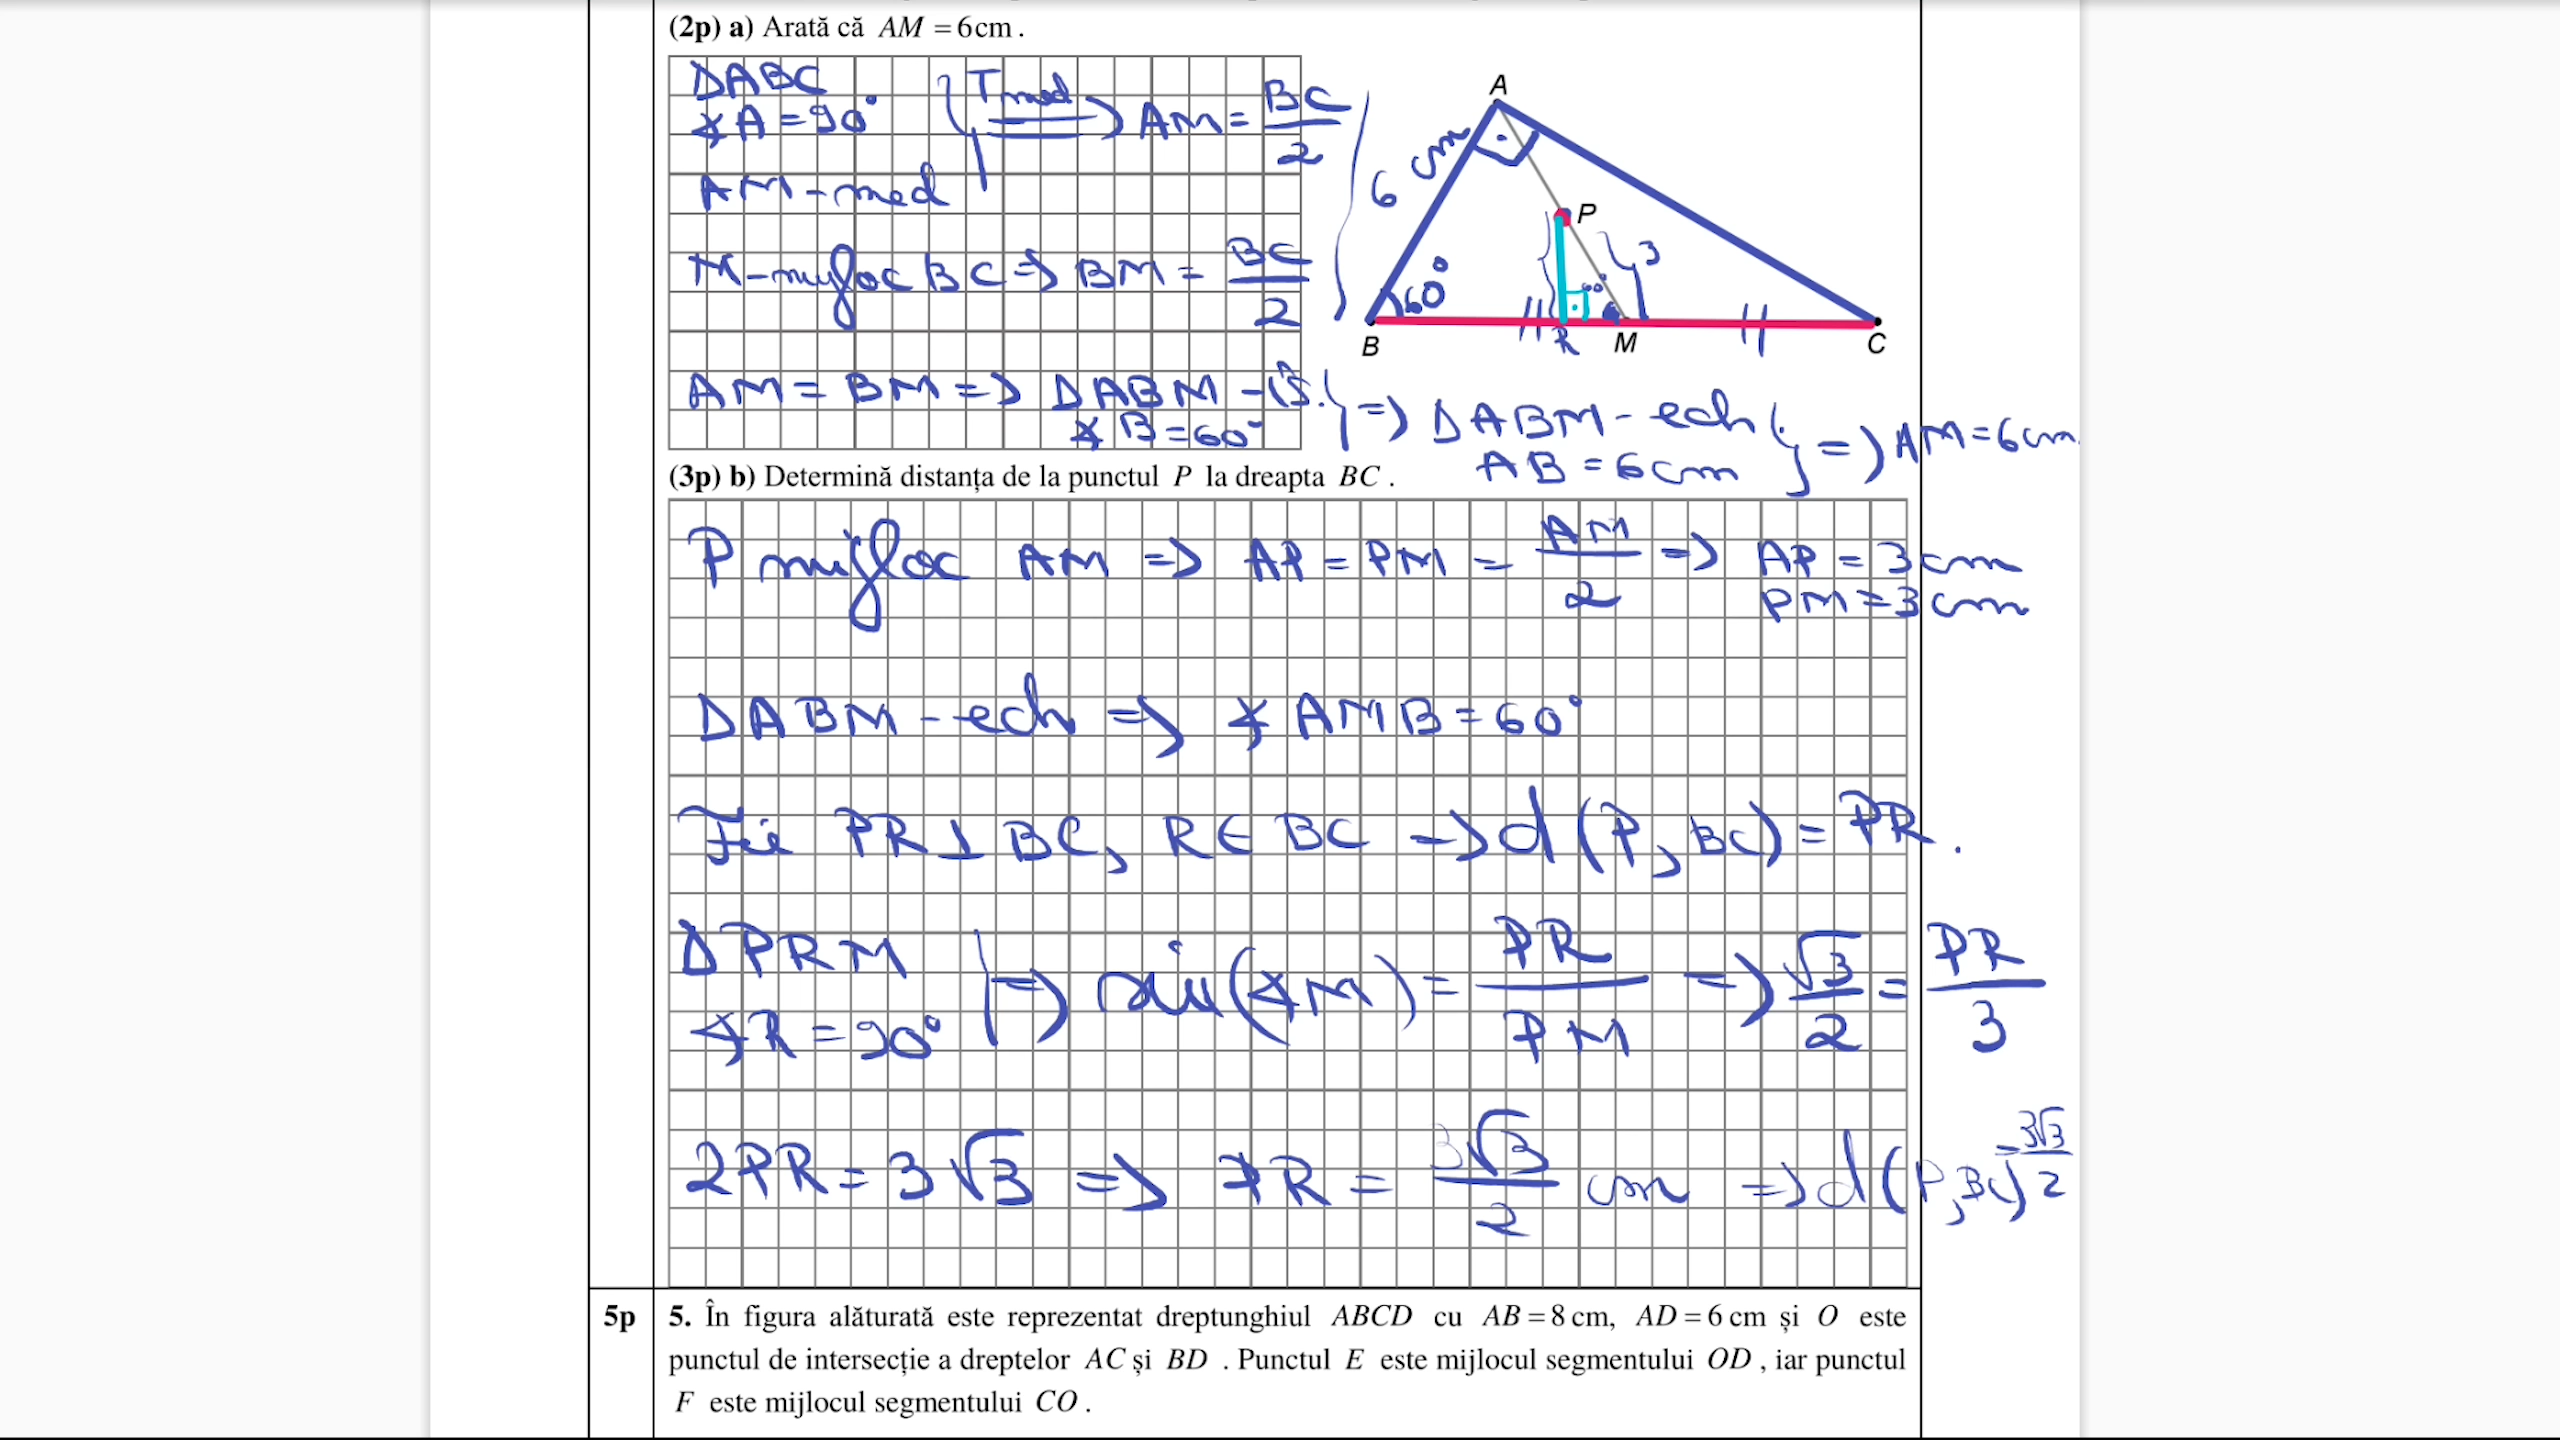 (2p) a) Arată că AM = 6cm.
ΔABC
∢A = 90°
AM - med
} T med => AM = BC/2
M - mijloc BC => BM = BC/2
AM = BM => ΔABM - is.
∢B = 60°
} => ΔABM - ech
AB = 6cm
} => AM = 6cm.
A
6 cm
P
3
60°
60°
B
R
M
C
(3p) b) Determină distanța de la punctul P la dreapta BC.
P mijloc AM => AP = PM = AM/2 => AP = 3cm
PM = 3cm
ΔABM - ech => ∢AMB = 60°
Fie PR ⊥ BC, R ∈ BC => d(P, BC) = PR.
ΔPRM
∢R = 90°
| => sin(∢M) = PR/PM => √3/2 = PR/3
2PR = 3√3 => PR = 3√3/2 cm => d(P, BC) = 3√3/2
5p
5. În figura alăturată este reprezentat dreptunghiul ABCD cu AB = 8 cm, AD = 6 cm și O este
punctul de intersecție a dreptelor AC și BD . Punctul E este mijlocul segmentului OD , iar punctul
F este mijlocul segmentului CO .